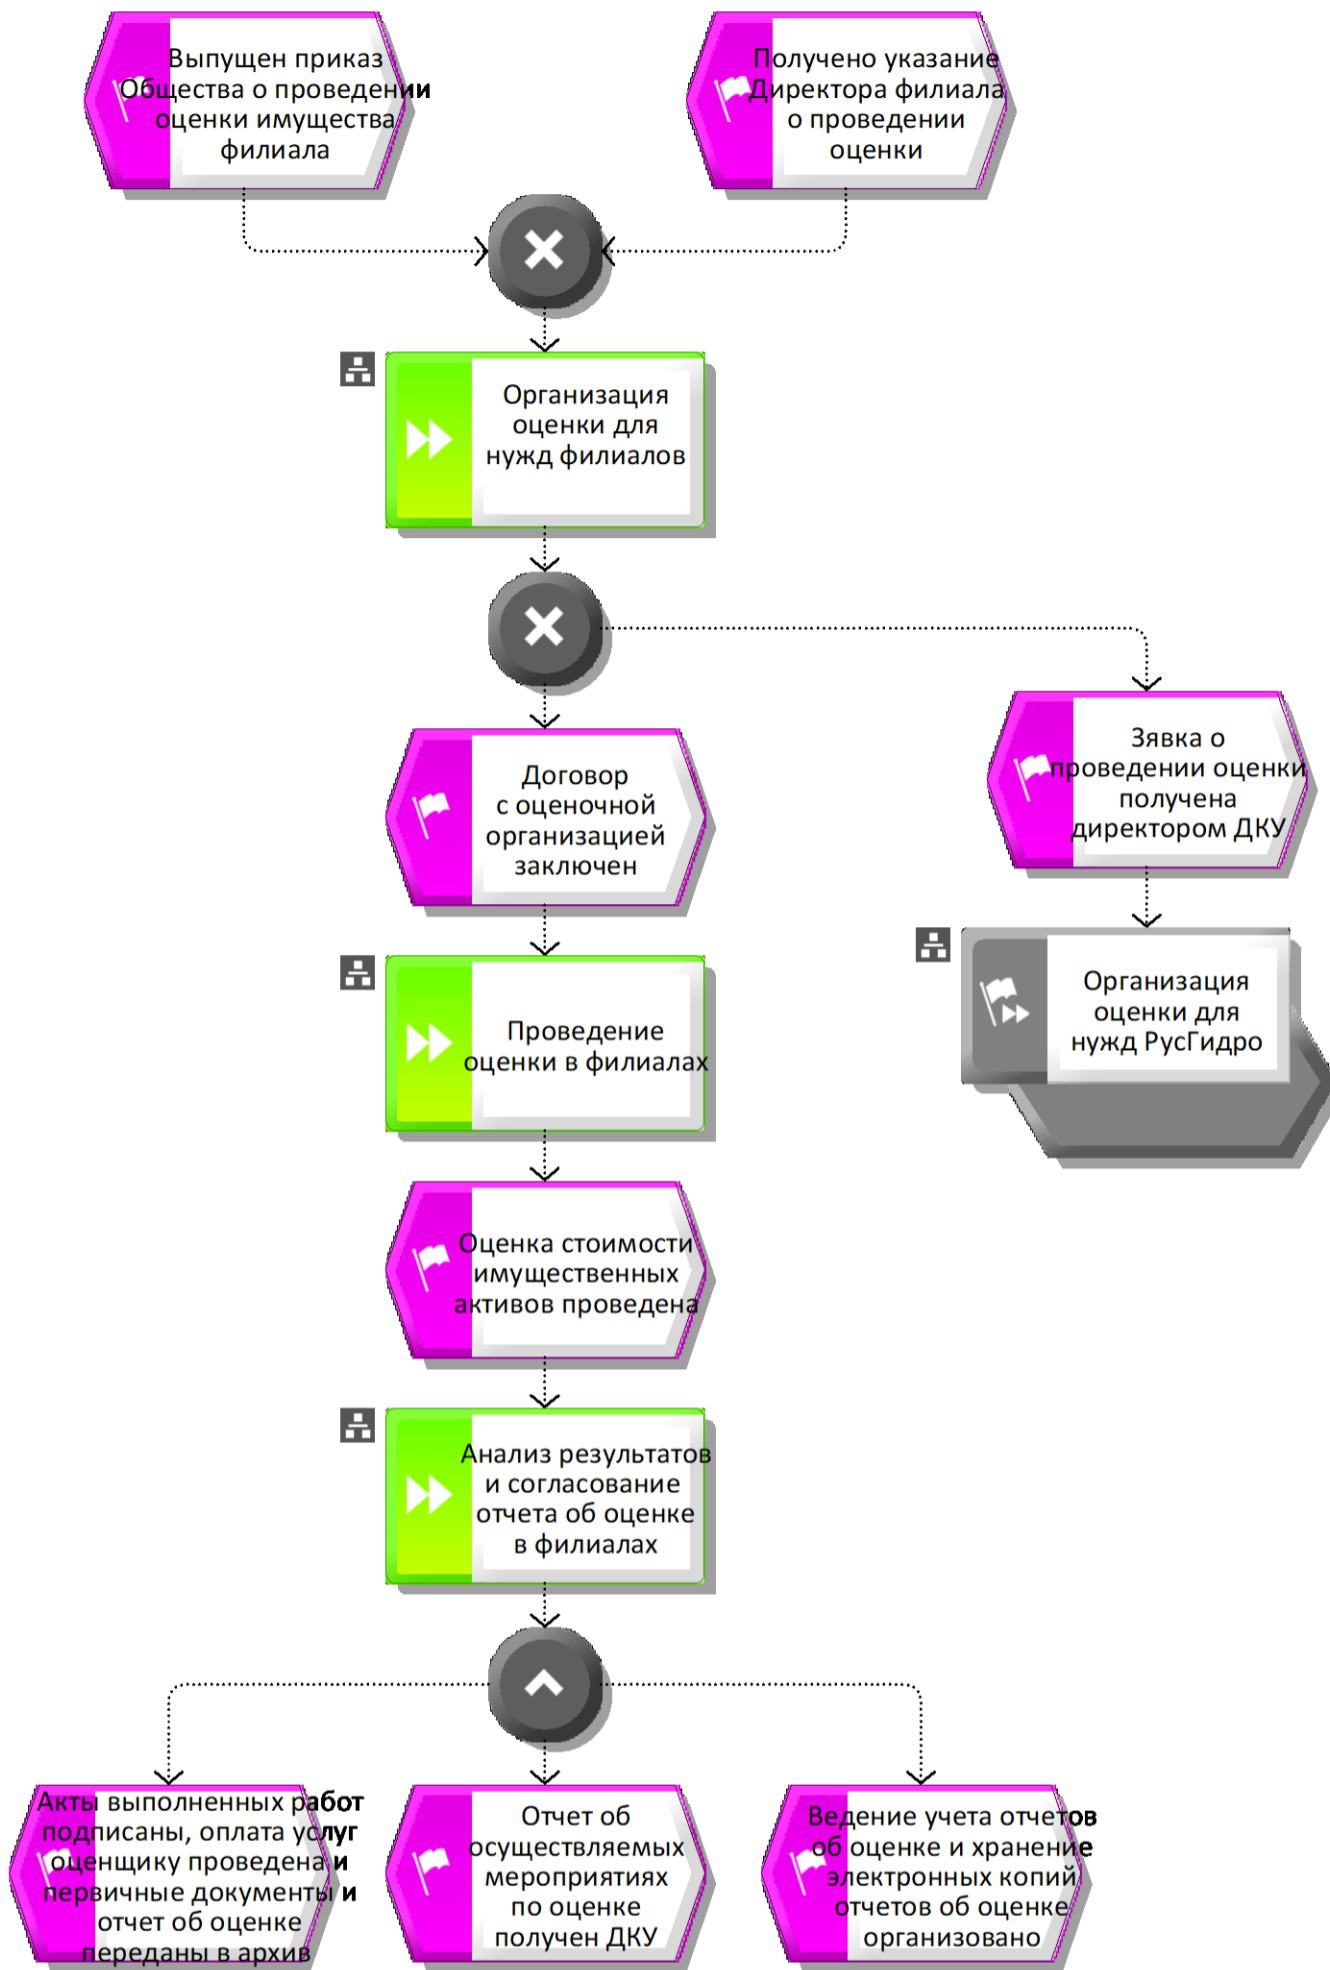 Выпущен приказ
Общества о проведении
оценки имущества
филиала
Получено указание
Директора филиала
о проведении
оценки
Организация
оценки для
нужд филиалов
Договор
с оценочной
организацией
заключен
Зявка о
проведении оценки
получена
директором ДКУ
Организация
оценки для
нужд РусГидро
Проведение
оценки в филиалах
Оценка стоимости
имущественных
активов проведена
Анализ результатов
и согласование
отчета об оценке
в филиалах
Акты выполненных работ
подписаны, оплата услуг
оценщику проведена и
первичные документы и
отчет об оценке
переданы в архив
Отчет об
осуществляемых
мероприятиях
по оценке
получен ДКУ
Ведение учета отчетов
об оценке и хранение
электронных копий
отчетов об оценке
организовано